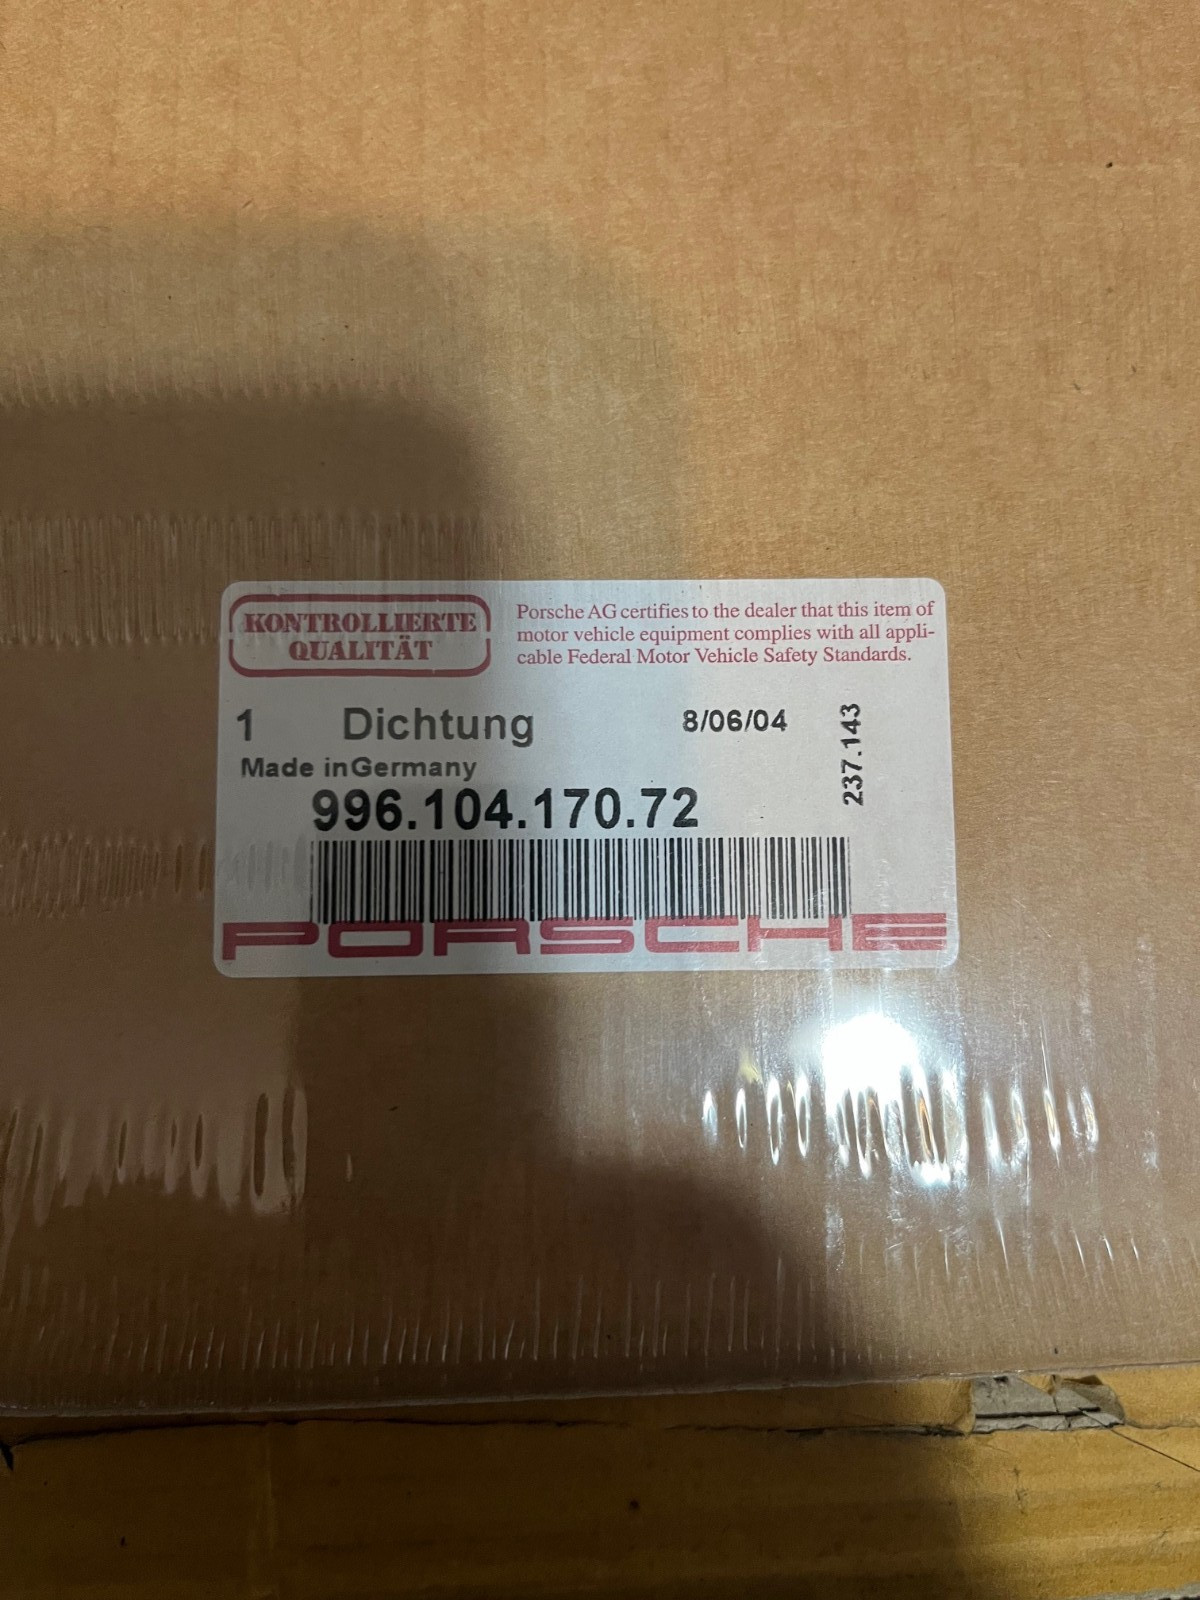 KONTROLLIERTE
QUALITÄT
Porsche AG certifies to the dealer that this item of
motor vehicle equipment complies with all appli-
cable Federal Motor Vehicle Safety Standards.
1 Dichtung 8/06/04
237.143
Made inGermany
996.104.170.72
PORSCHE